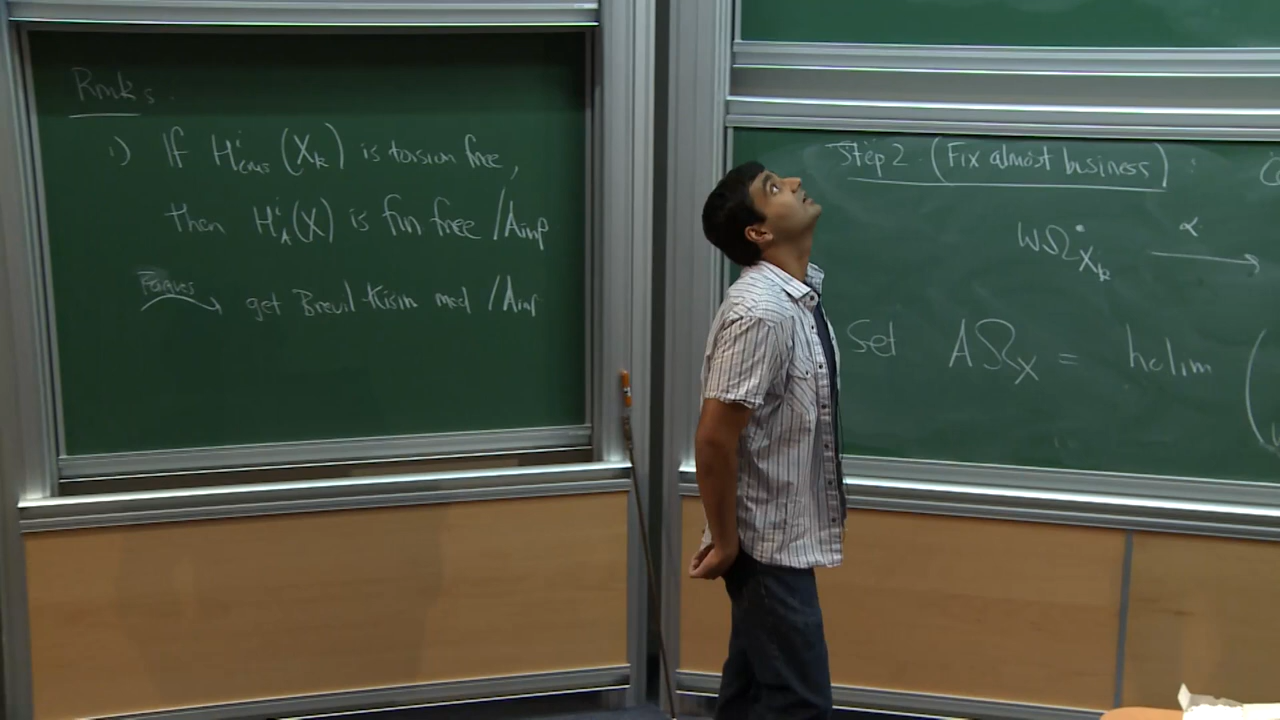 Rmks.
1) If H^i_crys (X_k) is torsion free,
then H^i_A(X) is fin free /Ainf
Fargues get Breuil Kisin mod /Ainf
Step 2. (Fix almost business) :
WΩ^•_{X_k} α →
Set AΩ_X = holim (